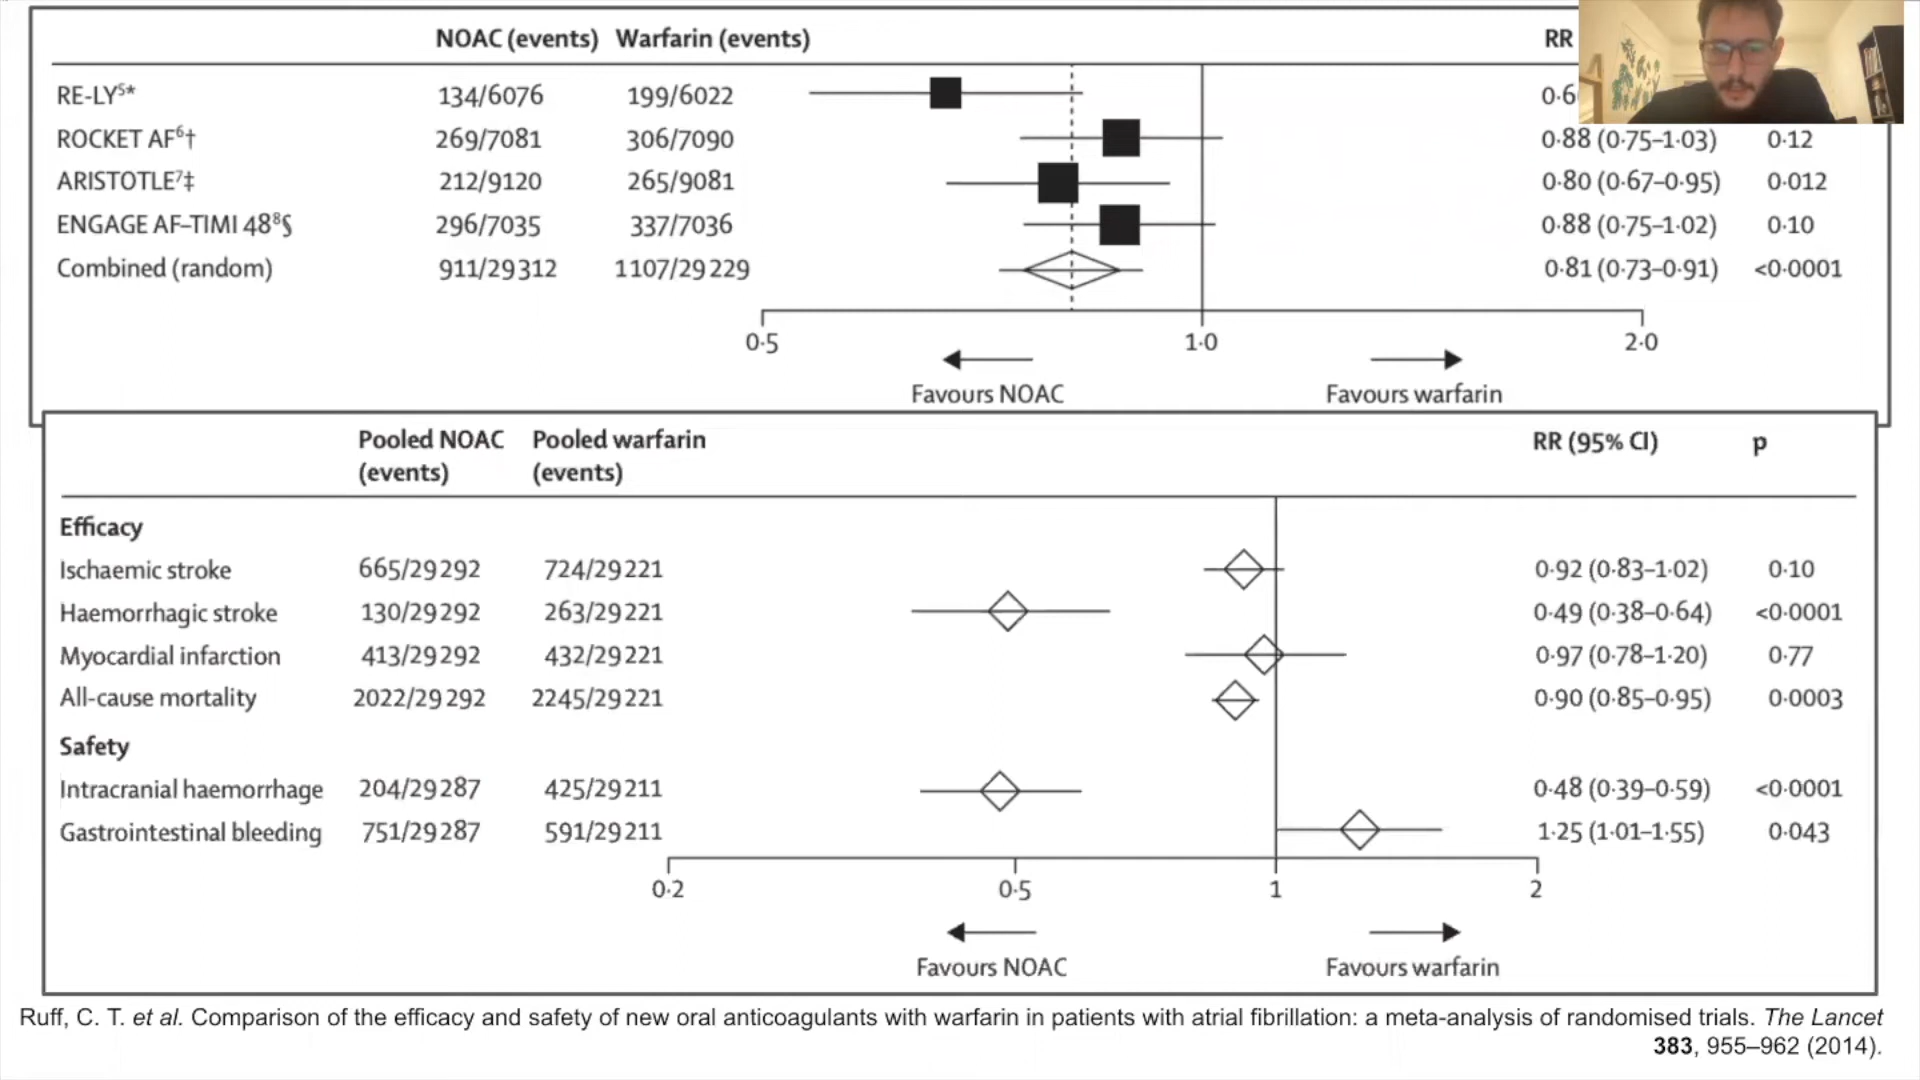 NOAC (events) Warfarin (events) RR
RE-LY⁵* 134/6076 199/6022 0·6
ROCKET AF⁶† 269/7081 306/7090 0·88 (0·75–1·03) 0·12
ARISTOTLE⁷‡ 212/9120 265/9081 0·80 (0·67–0·95) 0·012
ENGAGE AF–TIMI 48⁸§ 296/7035 337/7036 0·88 (0·75–1·02) 0·10
Combined (random) 911/29312 1107/29229 0·81 (0·73–0·91) <0·0001
0·5 1·0 2·0
Favours NOAC Favours warfarin
Pooled NOAC Pooled warfarin RR (95% CI) p
(events) (events)
Efficacy
Ischaemic stroke 665/29292 724/29221 0·92 (0·83–1·02) 0·10
Haemorrhagic stroke 130/29292 263/29221 0·49 (0·38–0·64) <0·0001
Myocardial infarction 413/29292 432/29221 0·97 (0·78–1·20) 0·77
All-cause mortality 2022/29292 2245/29221 0·90 (0·85–0·95) 0·0003
Safety
Intracranial haemorrhage 204/29287 425/29211 0·48 (0·39–0·59) <0·0001
Gastrointestinal bleeding 751/29287 591/29211 1·25 (1·01–1·55) 0·043
0·2 0·5 1 2
Favours NOAC Favours warfarin
Ruff, C. T. et al. Comparison of the efficacy and safety of new oral anticoagulants with warfarin in patients with atrial fibrillation: a meta-analysis of randomised trials. The Lancet
383, 955–962 (2014).